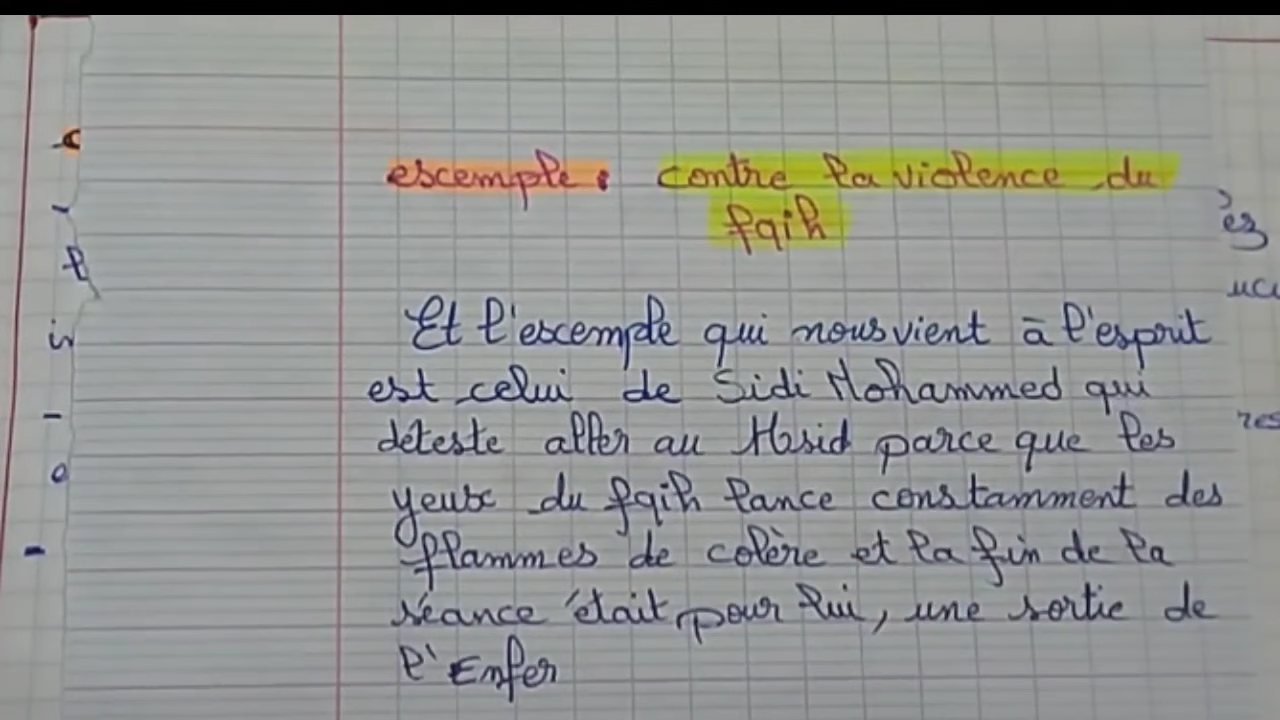 exemple : contre la violence du
fqih
Et l'exemple qui nous vient à l'esprit
est celui de Sidi Mohammed qui
déteste aller au Msid parce que les
yeux du fqih lance constamment des
flammes de colère et la fin de la
séance était pour lui, une sortie de
l'Enfer